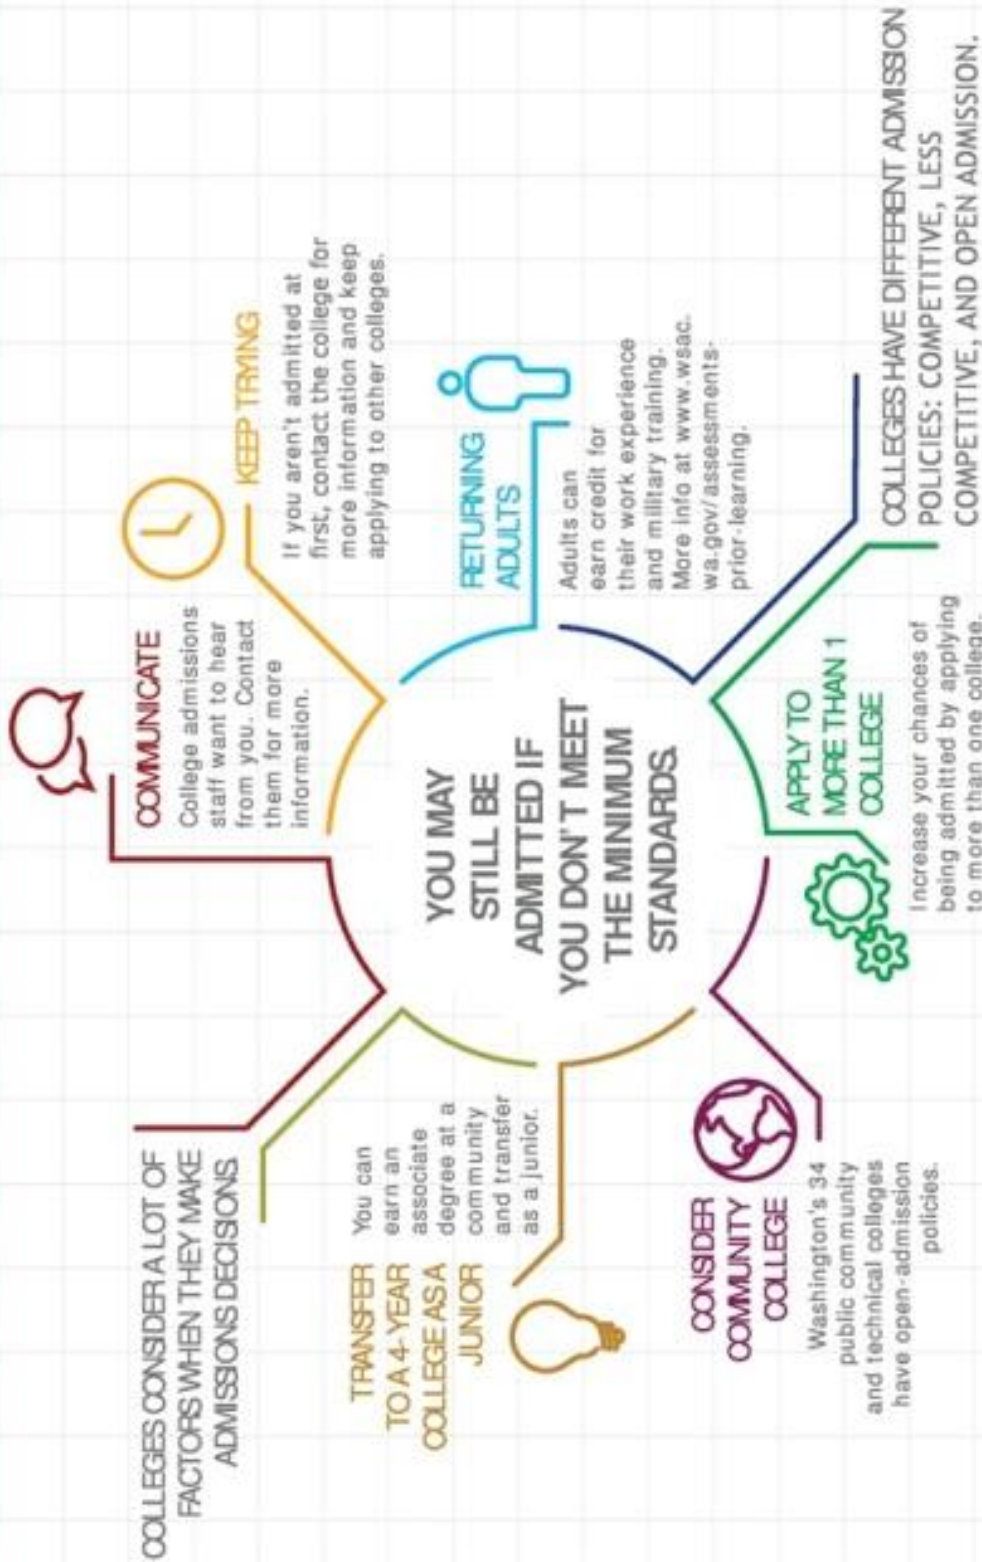 COLLEGES CONSIDER A LOT OF
FACTORS WHEN THEY MAKE
ADMISSIONS DECISIONS.
COMMUNICATE
College admissions
staff want to hear
from you. Contact
them for more
information.
KEEP TRYING
If you aren't admitted at
first, contact the college for
more information and keep
applying to other colleges.
TRANSFER
TO A 4-YEAR
COLLEGE AS A
JUNIOR
You can
earn an
associate
degree at a
community
and transfer
as a junior.
YOU MAY
STILL BE
ADMITTED IF
YOU DON'T MEET
THE MINIMUM
STANDARDS.
RETURNING
ADULTS
Adults can
earn credit for
their work experience
and military training.
More info at www.wsac.
wa.gov/assessments-
prior-learning.
CONSIDER
COMMUNITY
COLLEGE
Washington's 34
public community
and technical colleges
have open-admission
policies.
APPLY TO
MORE THAN 1
COLLEGE
Increase your chances of
being admitted by applying
to more than one college.
COLLEGES HAVE DIFFERENT ADMISSION
POLICIES: COMPETITIVE, LESS
COMPETITIVE, AND OPEN ADMISSION.